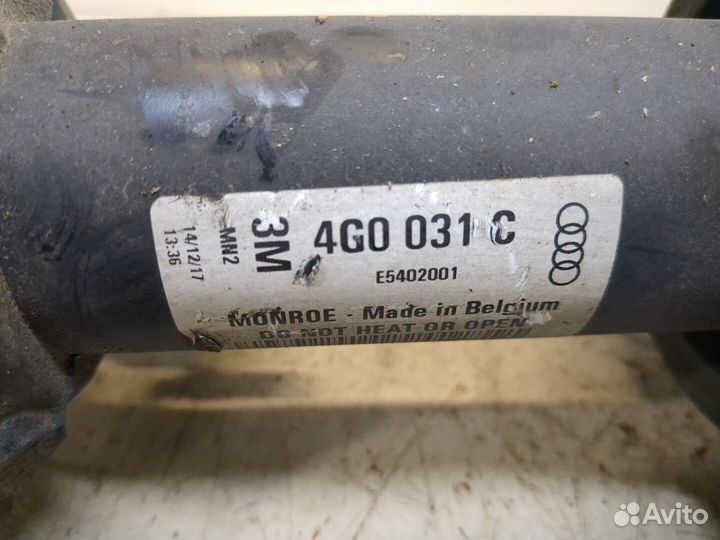 14/12/17
13:36
MN2
3M
4G0 031 C
E5402001
MONROE - Made in Belgium
DO NOT HEAT OR OPEN
Avito